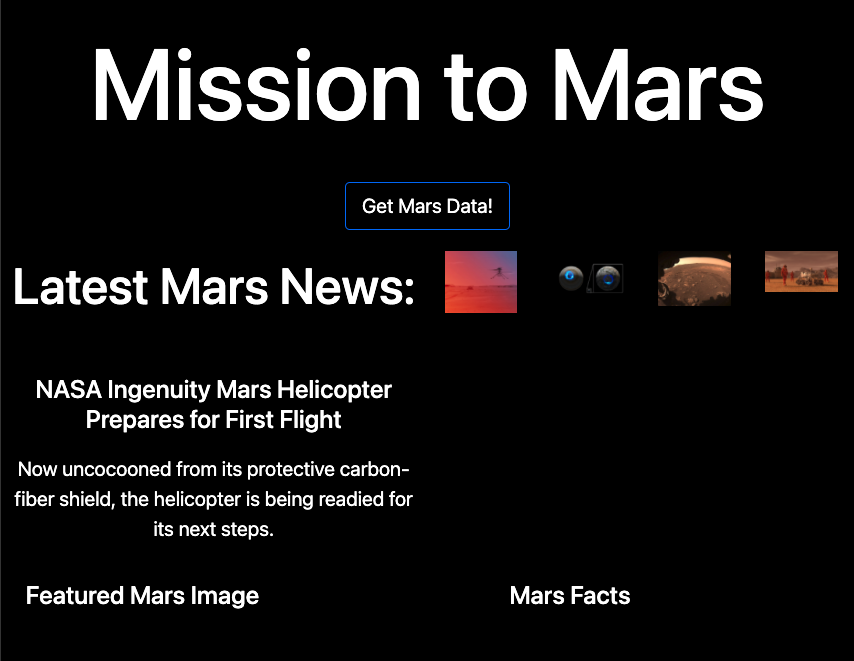 Mission to Mars
Get Mars Data!
Latest Mars News:
NASA Ingenuity Mars Helicopter
Prepares for First Flight
Now uncocooned from its protective carbon-
fiber shield, the helicopter is being readied for
its next steps.
Featured Mars Image
Mars Facts